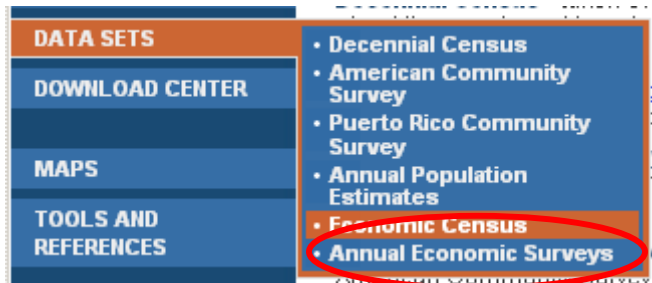 DATA SETS
DOWNLOAD CENTER
MAPS
TOOLS AND
REFERENCES
• Decennial Census
• American Community
Survey
• Puerto Rico Community
Survey
• Annual Population
Estimates
• Economic Census
• Annual Economic Surveys